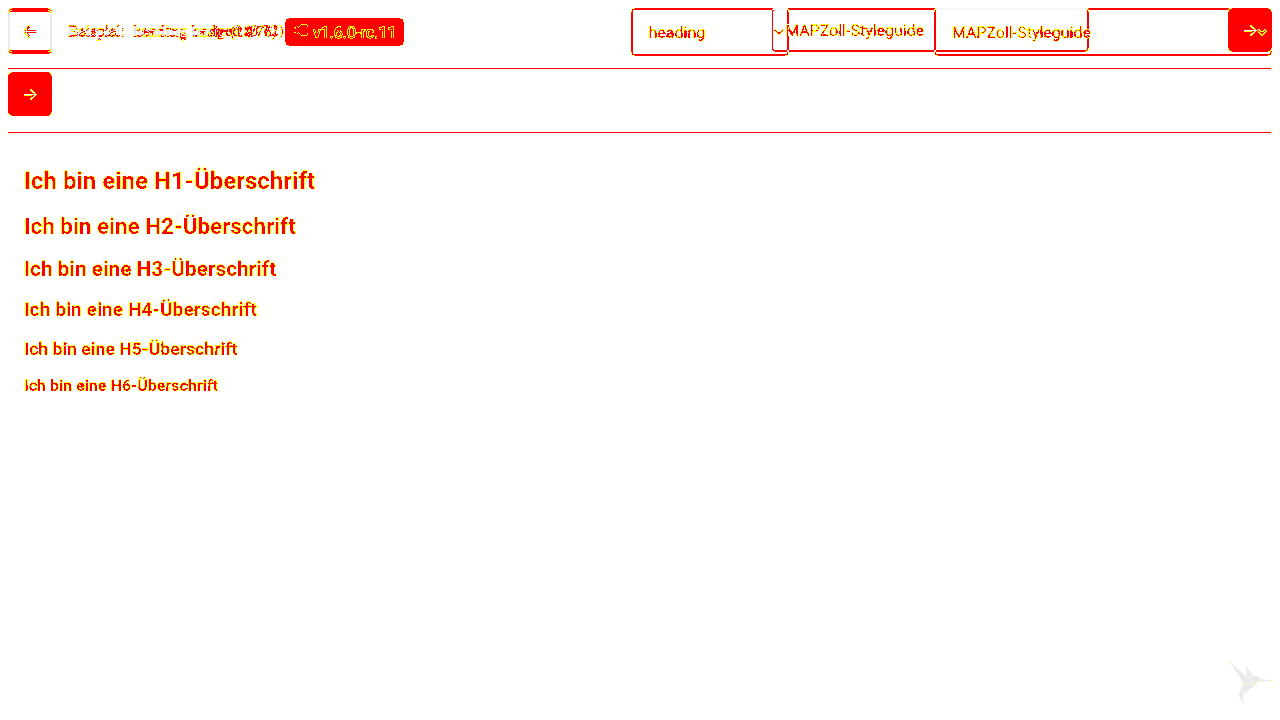 Beispiel: heading v1.6.0-rc.11 heading MAPZoll-Styleguide MAPZoll-Styleguide
Ich bin eine H1-Überschrift
Ich bin eine H2-Überschrift
Ich bin eine H3-Überschrift
Ich bin eine H4-Überschrift
Ich bin eine H5-Überschrift
Ich bin eine H6-Überschrift